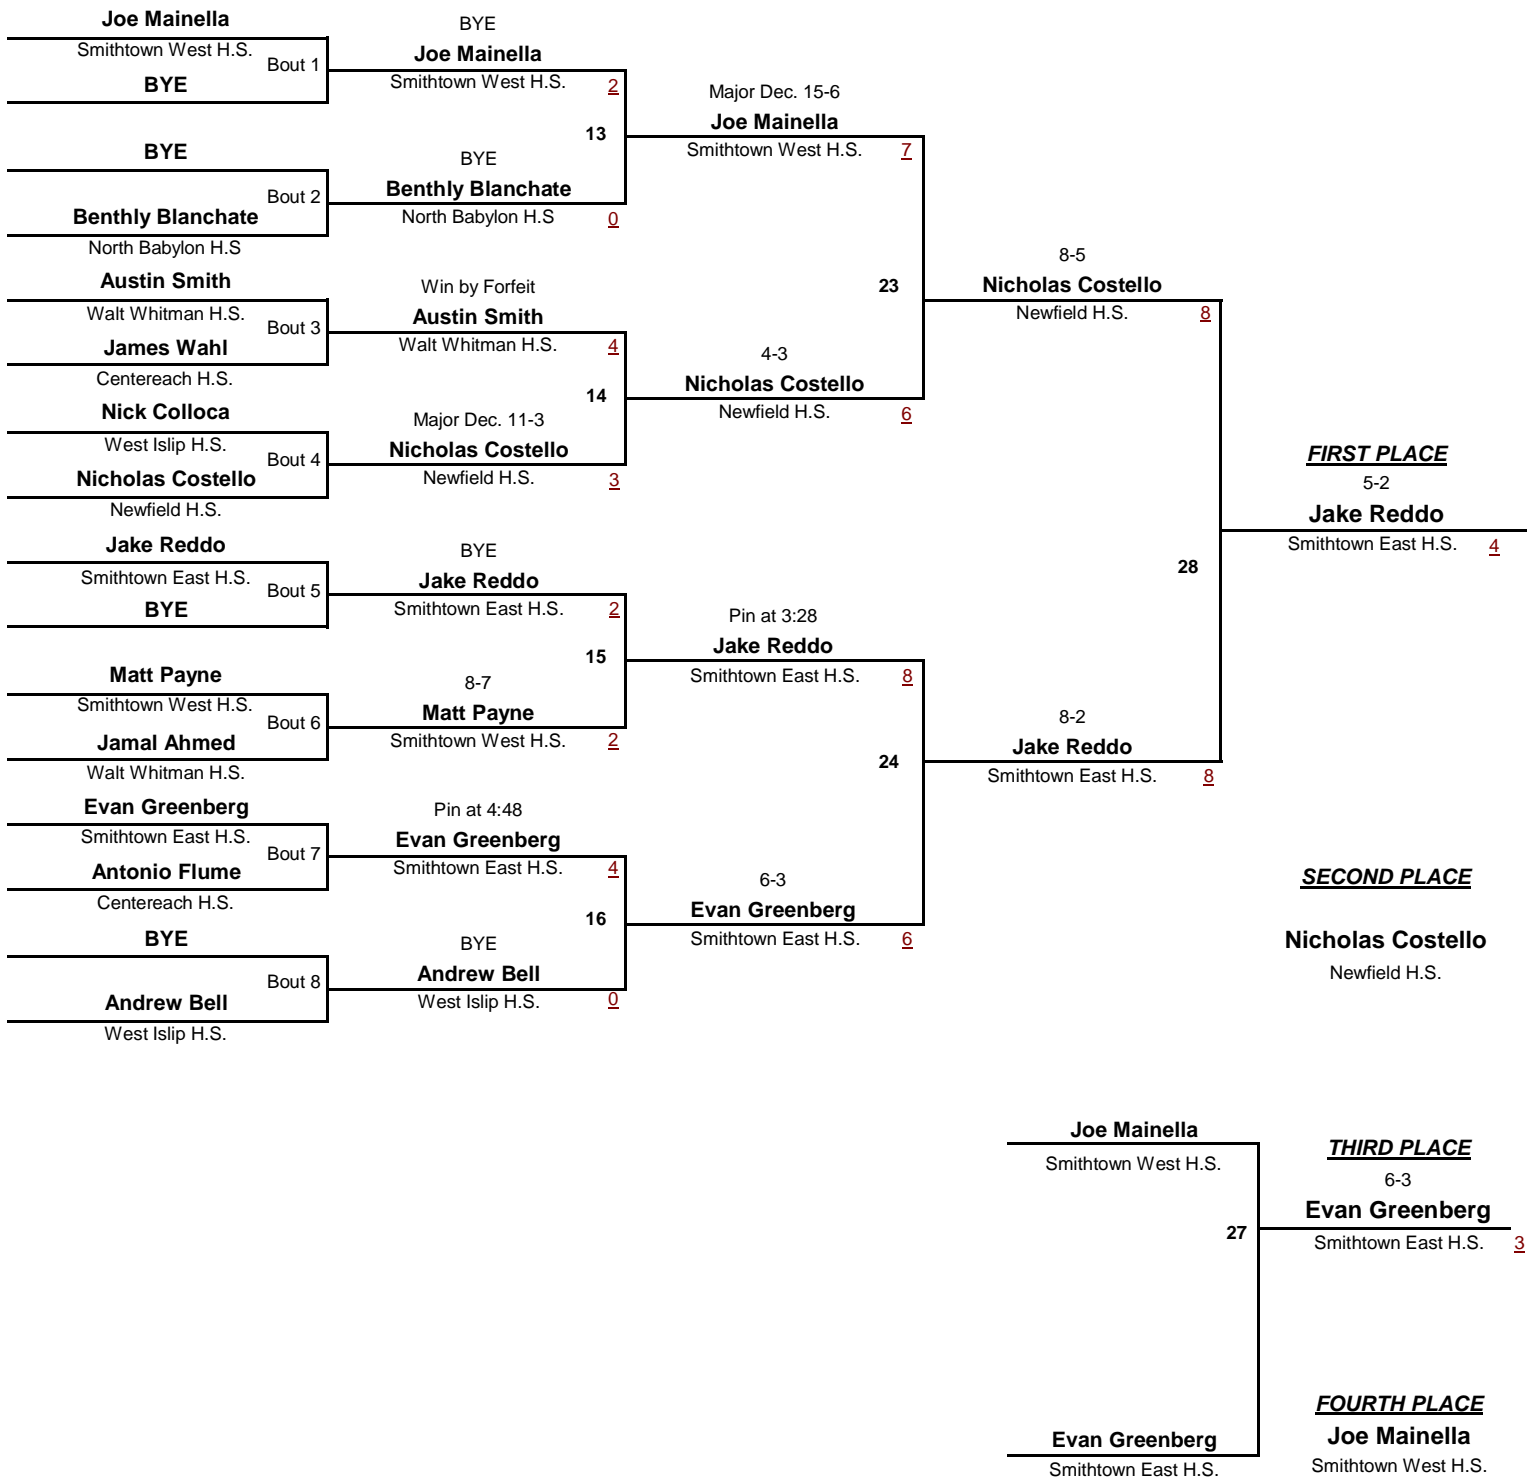 Joe Mainella
Smithtown West H.S.
Bout 1
BYE
BYE
Bout 2
Benthly Blanchate
North Babylon H.S
Austin Smith
Walt Whitman H.S.
Bout 3
James Wahl
Centereach H.S.
Nick Colloca
West Islip H.S.
Bout 4
Nicholas Costello
Newfield H.S.
Jake Reddo
Smithtown East H.S.
Bout 5
BYE
Matt Payne
Smithtown West H.S.
Bout 6
Jamal Ahmed
Walt Whitman H.S.
Evan Greenberg
Smithtown East H.S.
Bout 7
Antonio Flume
Centereach H.S.
BYE
Bout 8
Andrew Bell
West Islip H.S.
BYE
Joe Mainella
Smithtown West H.S. 2
13
BYE
Benthly Blanchate
North Babylon H.S 0
Win by Forfeit
Austin Smith
Walt Whitman H.S. 4
14
Major Dec. 11-3
Nicholas Costello
Newfield H.S. 3
BYE
Jake Reddo
Smithtown East H.S. 2
15
8-7
Matt Payne
Smithtown West H.S. 2
Pin at 4:48
Evan Greenberg
Smithtown East H.S. 4
16
BYE
Andrew Bell
West Islip H.S. 0
Major Dec. 15-6
Joe Mainella
Smithtown West H.S. 7
23
4-3
Nicholas Costello
Newfield H.S. 6
Pin at 3:28
Jake Reddo
Smithtown East H.S. 8
24
6-3
Evan Greenberg
Smithtown East H.S. 6
8-5
Nicholas Costello
Newfield H.S. 8
28
8-2
Jake Reddo
Smithtown East H.S. 8
FIRST PLACE
5-2
Jake Reddo
Smithtown East H.S. 4
SECOND PLACE
Nicholas Costello
Newfield H.S.
Joe Mainella
Smithtown West H.S.
27
Evan Greenberg
Smithtown East H.S.
THIRD PLACE
6-3
Evan Greenberg
Smithtown East H.S. 3
FOURTH PLACE
Joe Mainella
Smithtown West H.S.